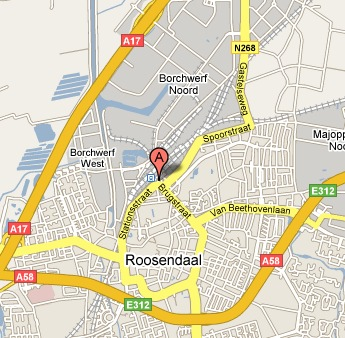 A17
N268
Borchwerf
Noord
Gastelseweg
Spoorstraat
Majopp
Noo
A
Borchwerf
West
E312
Stationsstraat
Brugstraat
Van Beethovenlaan
A17
Roosendaal
A58
A58
E312